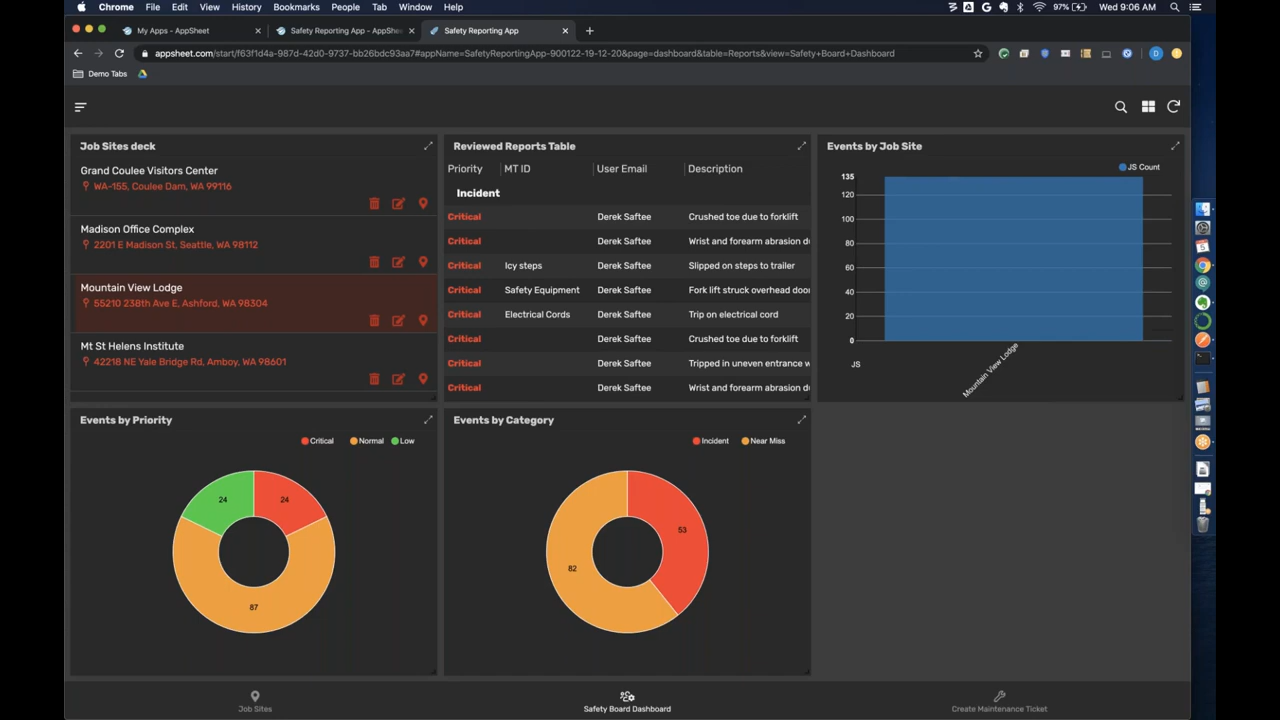 Chrome File Edit View History Bookmarks People Tab Window Help 97% Wed 9:06 AM
My Apps - AppSheet
Safety Reporting App - AppShe
Safety Reporting App
appsheet.com/start/f63f1d4a-987d-42d0-9737-bb26bdc93aa7#appName=SafetyReportingApp-900122-19-12-20&page=dashboard&table=Reports&view=Safety+Board+Dashboard
Demo Tabs
Job Sites deck
Grand Coulee Visitors Center
WA-155, Coulee Dam, WA 99116
Madison Office Complex
2201 E Madison St, Seattle, WA 98112
Mountain View Lodge
55210 238th Ave E, Ashford, WA 98304
Mt St Helens Institute
42218 NE Yale Bridge Rd, Amboy, WA 98601
Reviewed Reports Table
Priority MT ID User Email Description
Incident
Critical Derek Saftee Crushed toe due to forklift
Critical Derek Saftee Wrist and forearm abrasion d
Critical Icy steps Derek Saftee Slipped on steps to trailer
Critical Safety Equipment Derek Saftee Fork lift struck overhead door
Critical Electrical Cords Derek Saftee Trip on electrical cord
Critical Derek Saftee Crushed toe due to forklift
Critical Derek Saftee Tripped in uneven entrance w
Critical Derek Saftee Wrist and forearm abrasion d
Events by Job Site
JS Count
135
120
100
80
60
40
20
0
JS
Mountain View Lodge
Events by Priority
Critical Normal Low
24 24
87
Events by Category
Incident Near Miss
53
82
Job Sites
Safety Board Dashboard
Create Maintenance Ticket